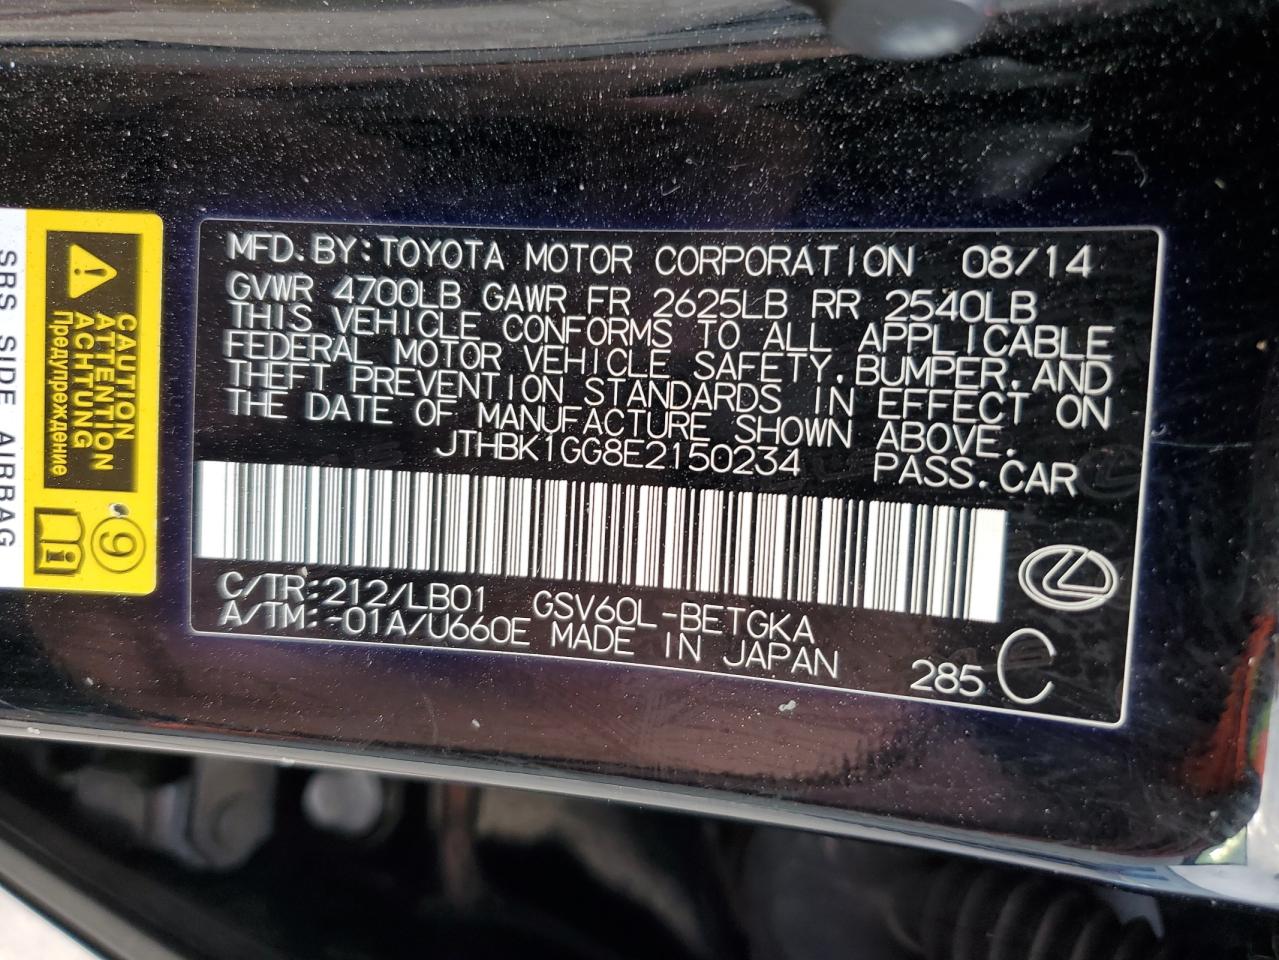 MFD.BY:TOYOTA MOTOR CORPORATION 08/14
GVWR 4700LB GAWR FR 2625LB RR 2540LB
THIS VEHICLE CONFORMS TO ALL APPLICABLE
FEDERAL MOTOR VEHICLE SAFETY,BUMPER,AND
THEFT PREVENTION STANDARDS IN EFFECT ON
THE DATE OF MANUFACTURE SHOWN ABOVE.
JTHBK1GG8E2150234 PASS.CAR
C/TR:212/LB01 GSV60L-BETGKA
A/TM:-01A/U660E MADE IN JAPAN 285 C
CAUTION
ATTENTION
ACHTUNG
Предупреждение
SRS SIDE AIRBAG
9